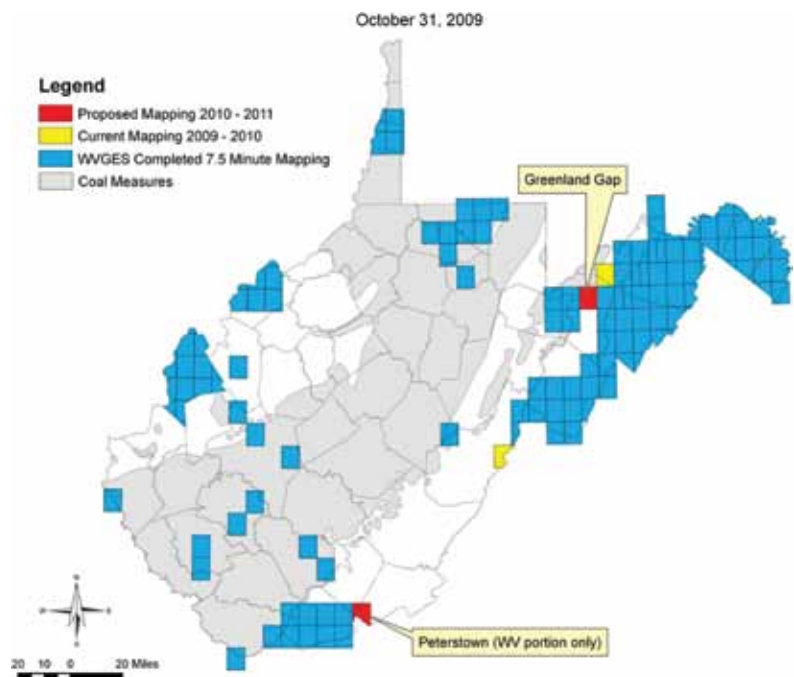 October 31, 2009
Legend
Proposed Mapping 2010 - 2011
Current Mapping 2009 - 2010
WVGES Completed 7.5 Minute Mapping
Coal Measures
Greenland Gap
Peterstown (WV portion only)
N
W E
S
20 10 0 20 Miles